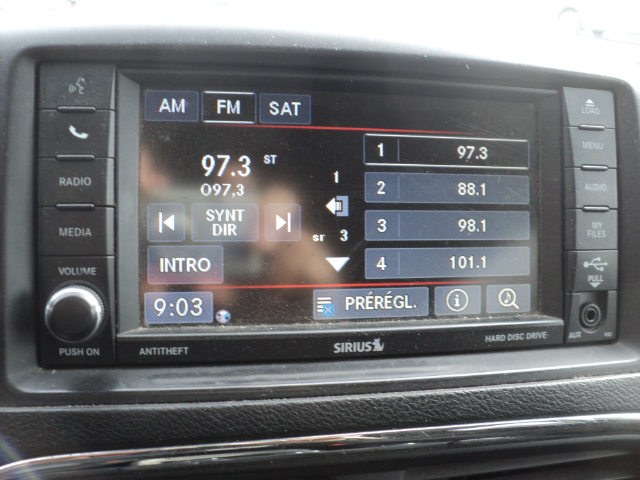 AM FM SAT
97.3 ST
O97,3
SYNT
DIR
INTRO
9:03
1
sr 3
1 97.3
2 88.1
3 98.1
4 101.1
PRÉRÉGL.
RADIO
MEDIA
VOLUME
PUSH ON
LOAD
MENU
AUDIO
MY
FILES
PULL
AUX
ANTITHEFT
SIRIUS
HARD DISC DRIVE